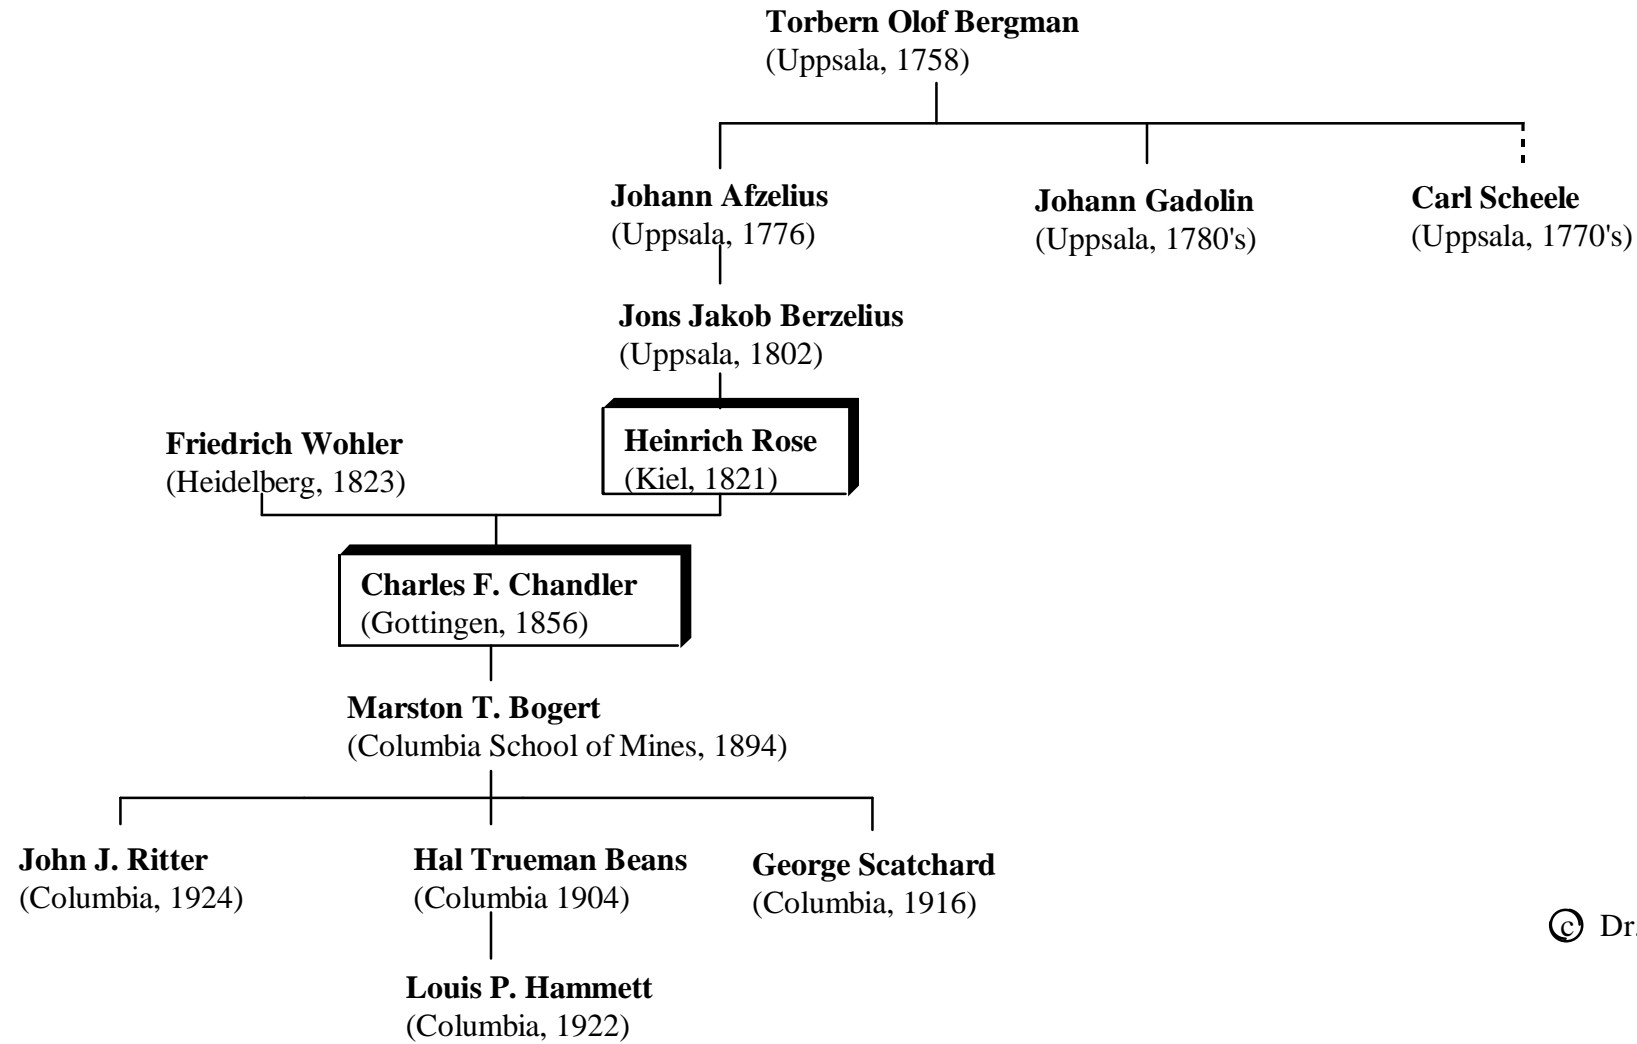 Torbern Olof Bergman
(Uppsala, 1758)
Johann Afzelius
(Uppsala, 1776)
Johann Gadolin
(Uppsala, 1780's)
Carl Scheele
(Uppsala, 1770's)
Jons Jakob Berzelius
(Uppsala, 1802)
Friedrich Wohler
(Heidelberg, 1823)
Heinrich Rose
(Kiel, 1821)
Charles F. Chandler
(Gottingen, 1856)
Marston T. Bogert
(Columbia School of Mines, 1894)
John J. Ritter
(Columbia, 1924)
Hal Trueman Beans
(Columbia 1904)
George Scatchard
(Columbia, 1916)
© Dr.
Louis P. Hammett
(Columbia, 1922)